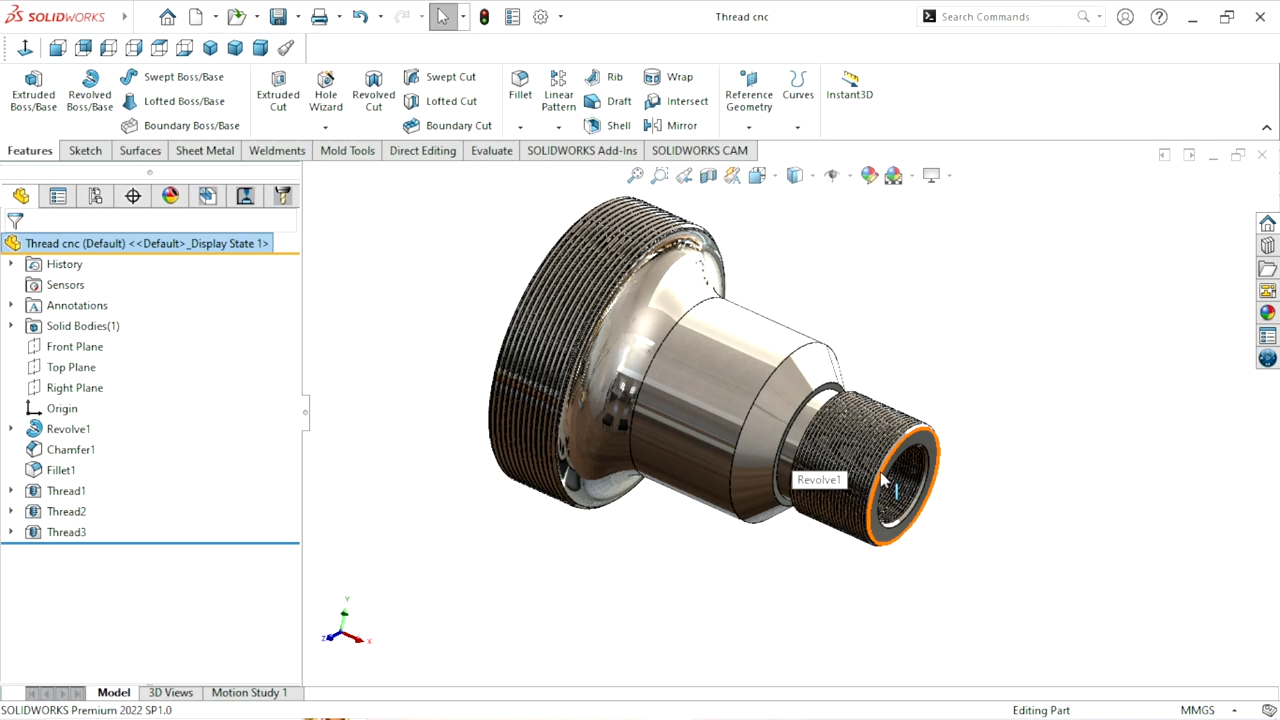 SOLIDWORKS
Thread cnc
Search Commands
Extruded Boss/Base
Revolved Boss/Base
Swept Boss/Base
Lofted Boss/Base
Boundary Boss/Base
Extruded Cut
Hole Wizard
Revolved Cut
Swept Cut
Lofted Cut
Boundary Cut
Fillet
Linear Pattern
Rib
Draft
Shell
Wrap
Intersect
Mirror
Reference Geometry
Curves
Instant3D
Features
Sketch
Surfaces
Sheet Metal
Weldments
Mold Tools
Direct Editing
Evaluate
SOLIDWORKS Add-Ins
SOLIDWORKS CAM
Thread cnc (Default) <<Default>_Display State 1>
History
Sensors
Annotations
Solid Bodies(1)
Front Plane
Top Plane
Right Plane
Origin
Revolve1
Chamfer1
Fillet1
Thread1
Thread2
Thread3
Revolve1
Y
Z
X
Model
3D Views
Motion Study 1
SOLIDWORKS Premium 2022 SP1.0
Editing Part
MMGS